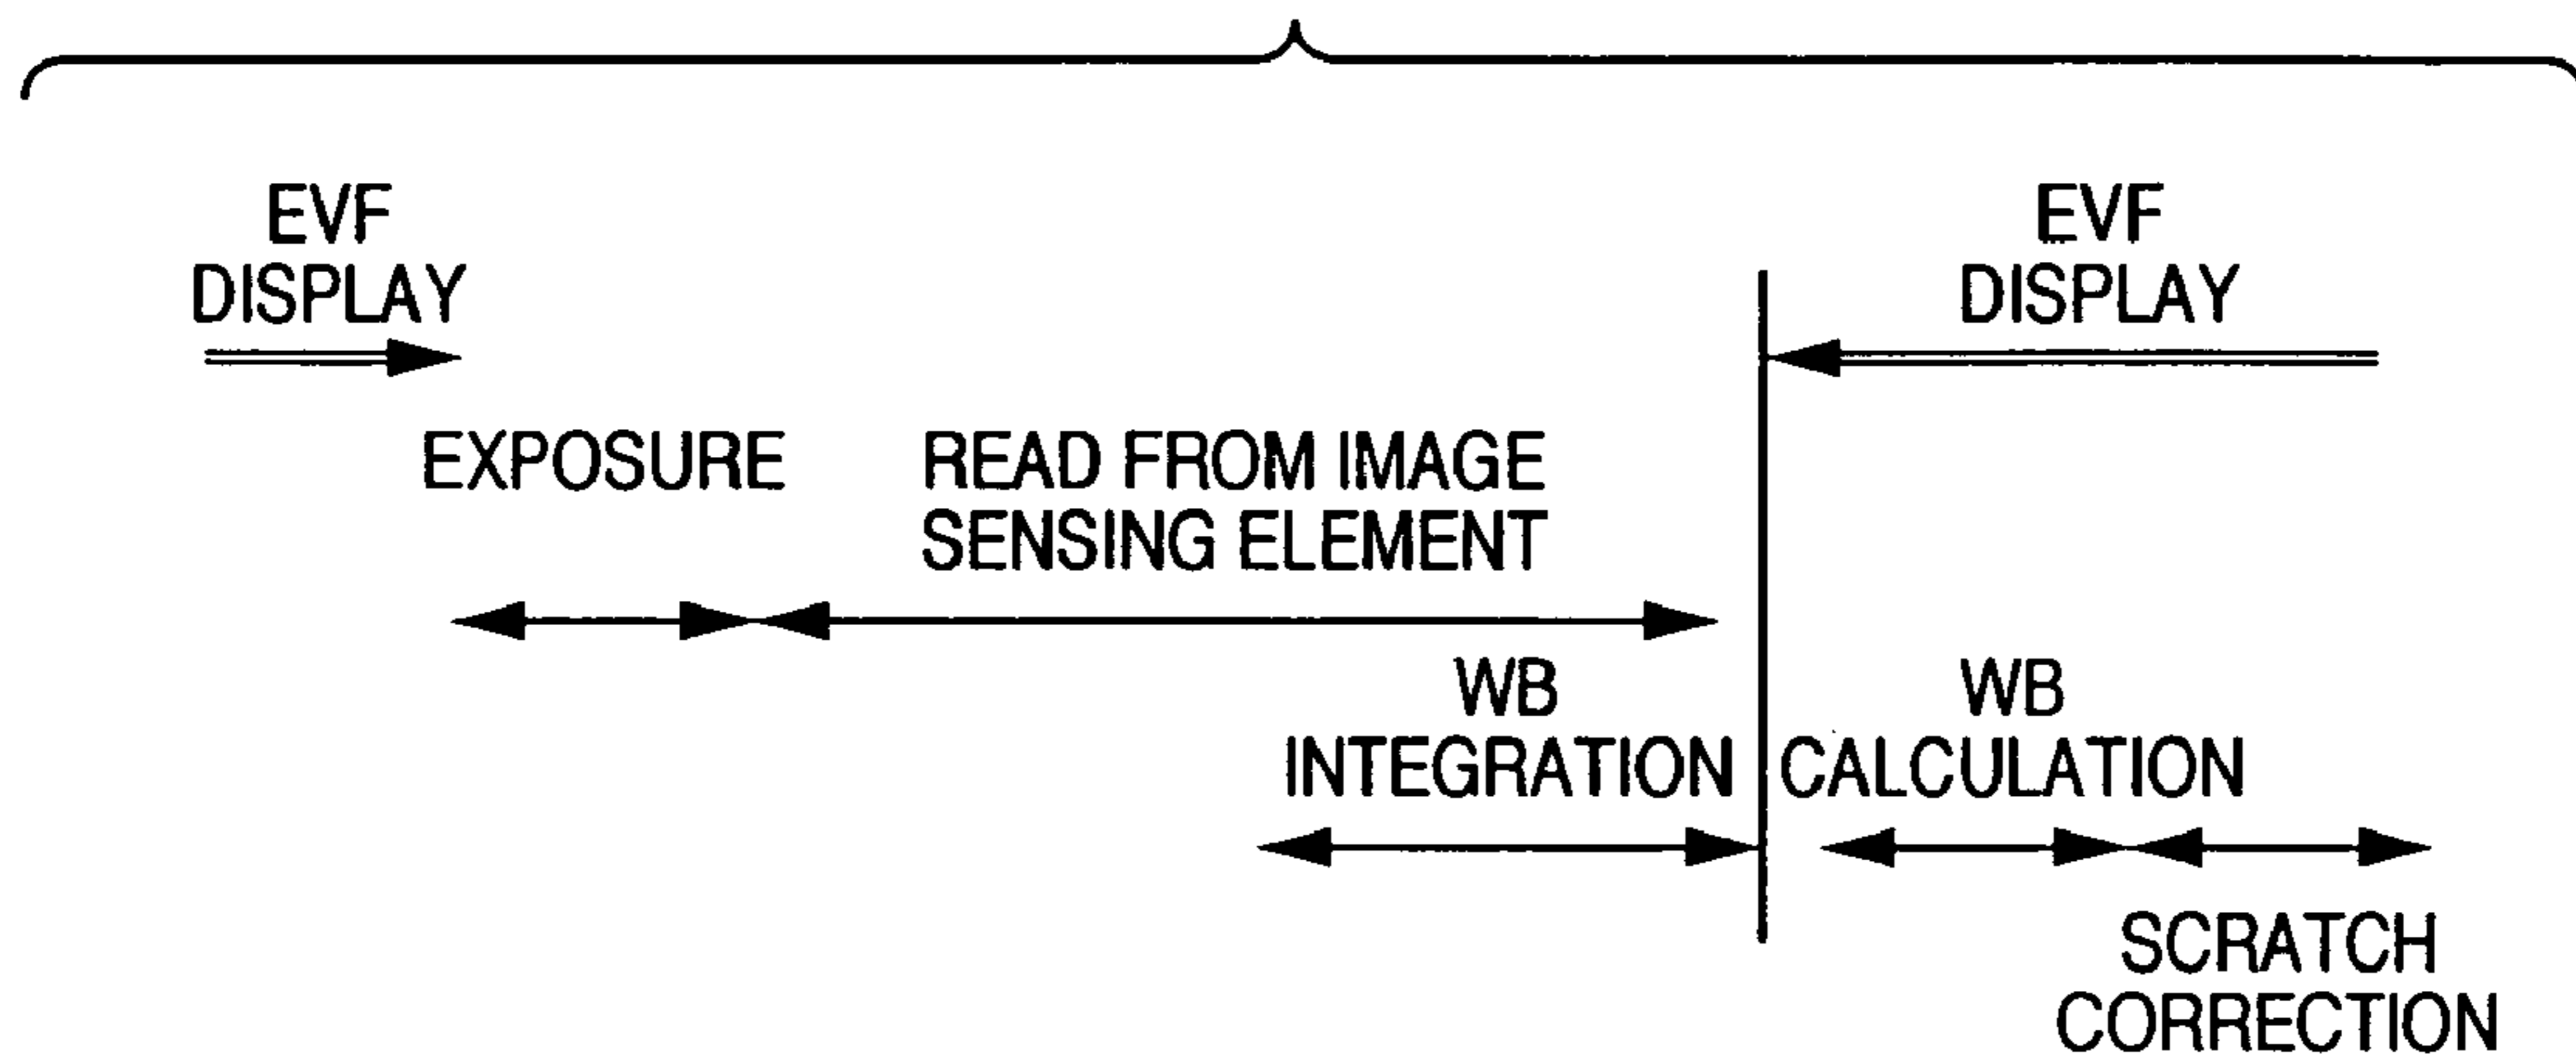 EVF
DISPLAY
EVF
DISPLAY
EXPOSURE
READ FROM IMAGE
SENSING ELEMENT
WB
INTEGRATION
WB
CALCULATION
SCRATCH
CORRECTION